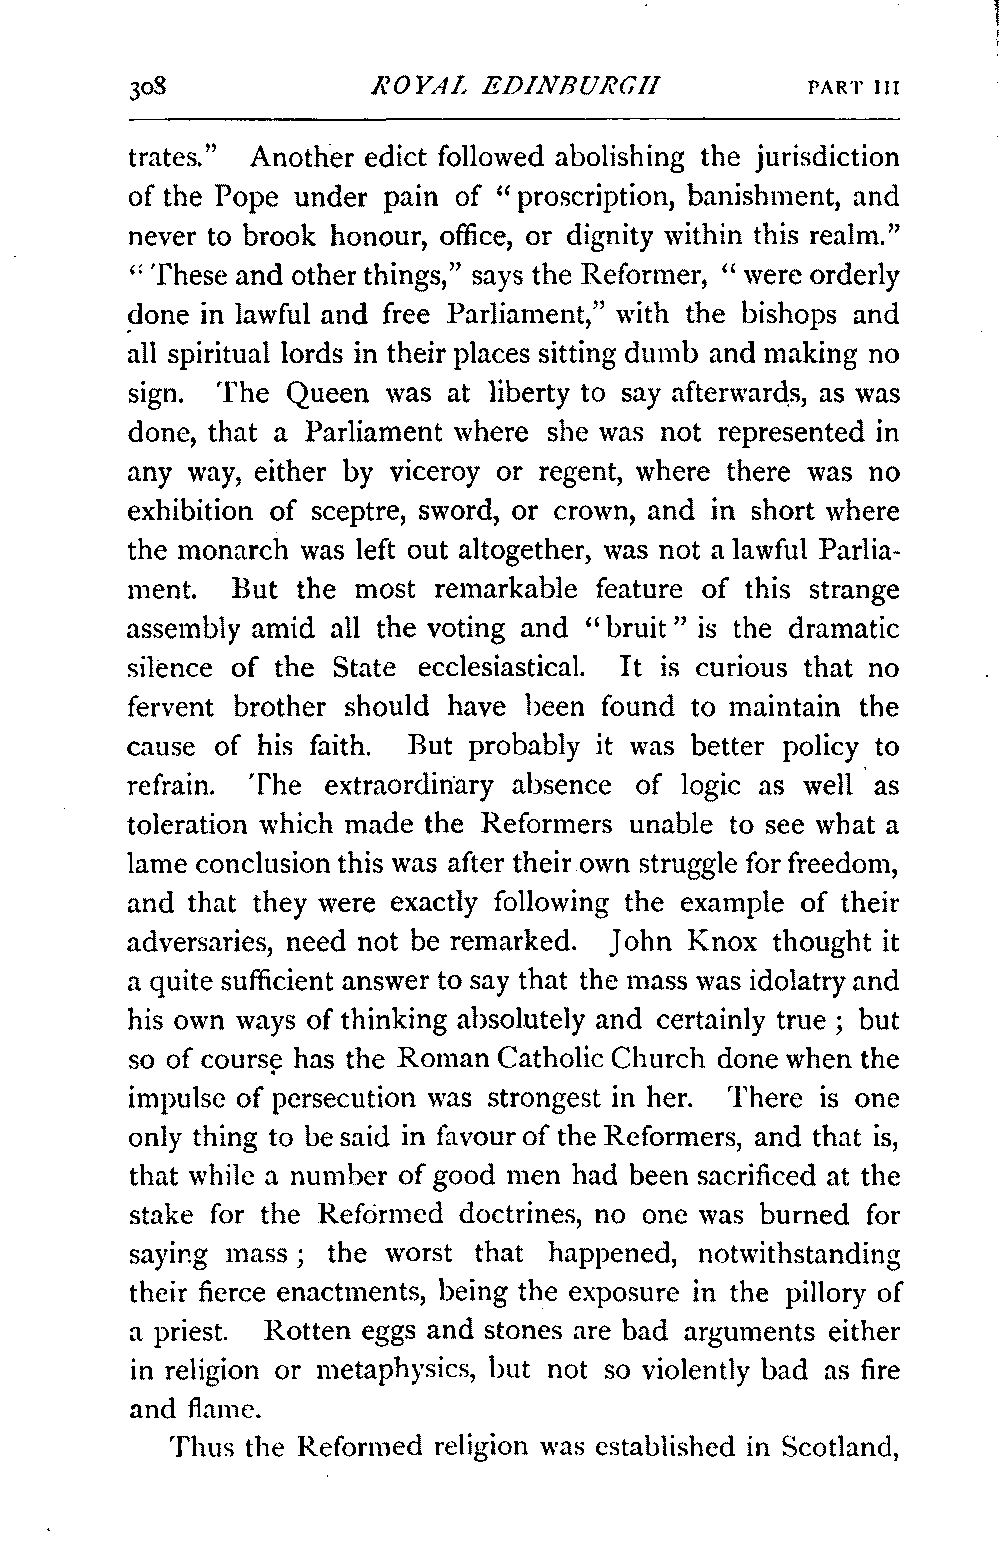 308 ROYAL EDINBURGH PART III
trates.” Another edict followed abolishing the jurisdiction
of the Pope under pain of “proscription, banishment, and
never to brook honour, office, or dignity within this realm.”
“These and other things,” says the Reformer, “were orderly
done in lawful and free Parliament,” with the bishops and
all spiritual lords in their places sitting dumb and making no
sign. The Queen was at liberty to say afterwards, as was
done, that a Parliament where she was not represented in
any way, either by viceroy or regent, where there was no
exhibition of sceptre, sword, or crown, and in short where
the monarch was left out altogether, was not a lawful Parlia-
ment. But the most remarkable feature of this strange
assembly amid all the voting and “bruit” is the dramatic
silence of the State ecclesiastical. It is curious that no
fervent brother should have been found to maintain the
cause of his faith. But probably it was better policy to
refrain. The extraordinary absence of logic as well as
toleration which made the Reformers unable to see what a
lame conclusion this was after their own struggle for freedom,
and that they were exactly following the example of their
adversaries, need not be remarked. John Knox thought it
a quite sufficient answer to say that the mass was idolatry and
his own ways of thinking absolutely and certainly true ; but
so of course has the Roman Catholic Church done when the
impulse of persecution was strongest in her. There is one
only thing to be said in favour of the Reformers, and that is,
that while a number of good men had been sacrificed at the
stake for the Reformed doctrines, no one was burned for
saying mass ; the worst that happened, notwithstanding
their fierce enactments, being the exposure in the pillory of
a priest. Rotten eggs and stones are bad arguments either
in religion or metaphysics, but not so violently bad as fire
and flame.
Thus the Reformed religion was established in Scotland,